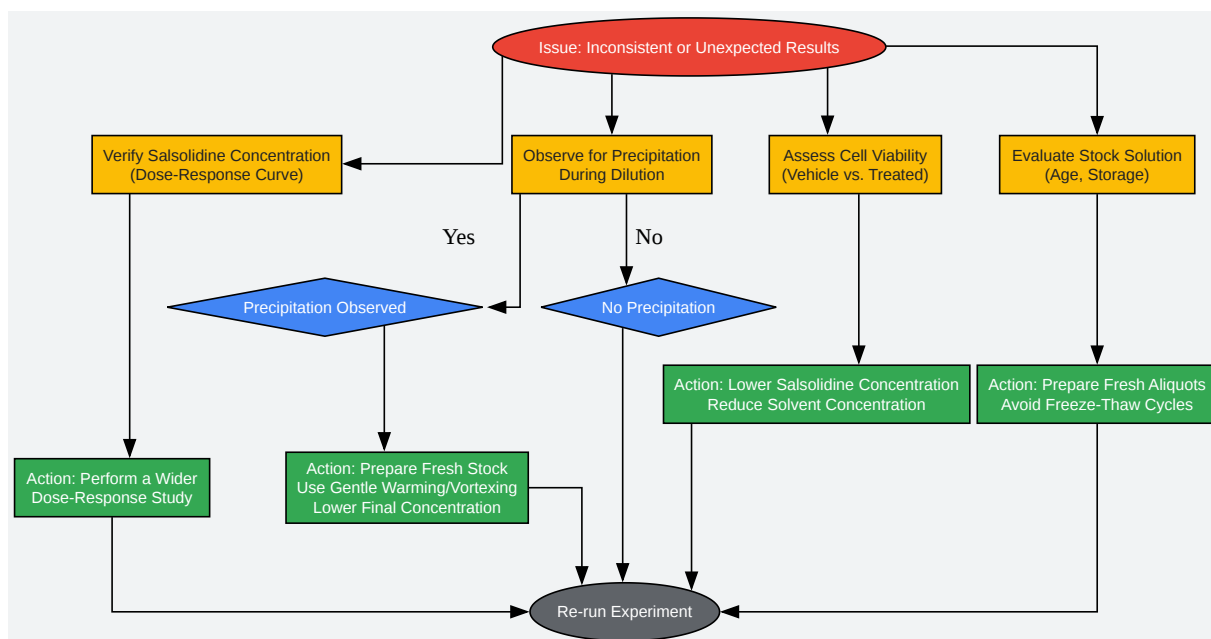 Issue: Inconsistent or Unexpected Results
Verify Salsolidine Concentration
(Dose-Response Curve)
Observe for Precipitation
During Dilution
Assess Cell Viability
(Vehicle vs. Treated)
Evaluate Stock Solution
(Age, Storage)
Yes
No
Precipitation Observed
No Precipitation
Action: Lower Salsolidine Concentration
Reduce Solvent Concentration
Action: Prepare Fresh Aliquots
Avoid Freeze-Thaw Cycles
Action: Perform a Wider
Dose-Response Study
Action: Prepare Fresh Stock
Use Gentle Warming/Vortexing
Lower Final Concentration
Re-run Experiment